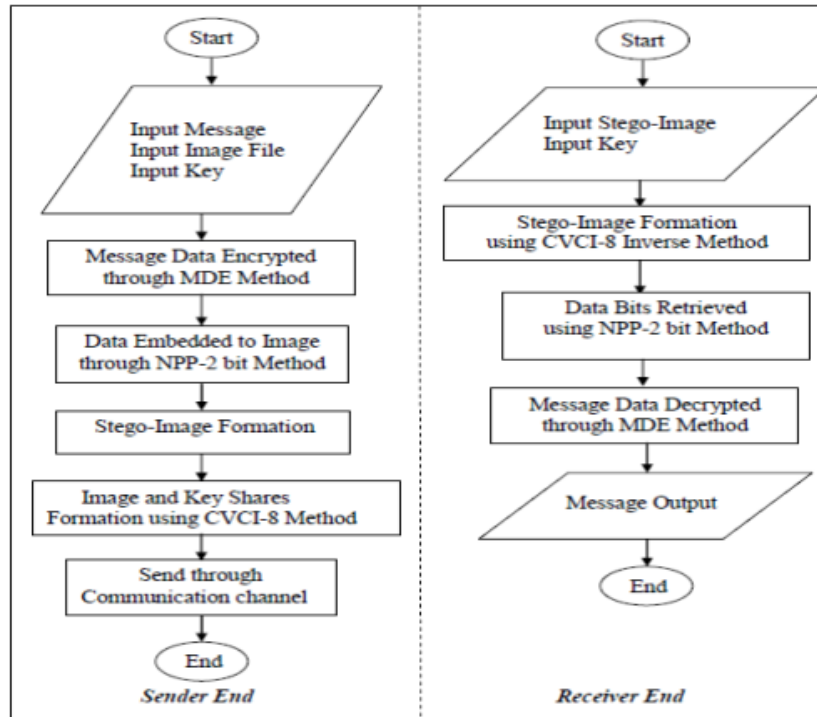 Start
Input Message
Input Image File
Input Key
Message Data Encrypted
through MDE Method
Data Embedded to Image
through NPP-2 bit Method
Stego-Image Formation
Image and Key Shares
Formation using CVCI-8 Method
Send through
Communication channel
End
Sender End
Start
Input Stego-Image
Input Key
Stego-Image Formation
using CVCI-8 Inverse Method
Data Bits Retrieved
using NPP-2 bit Method
Message Data Decrypted
through MDE Method
Message Output
End
Receiver End